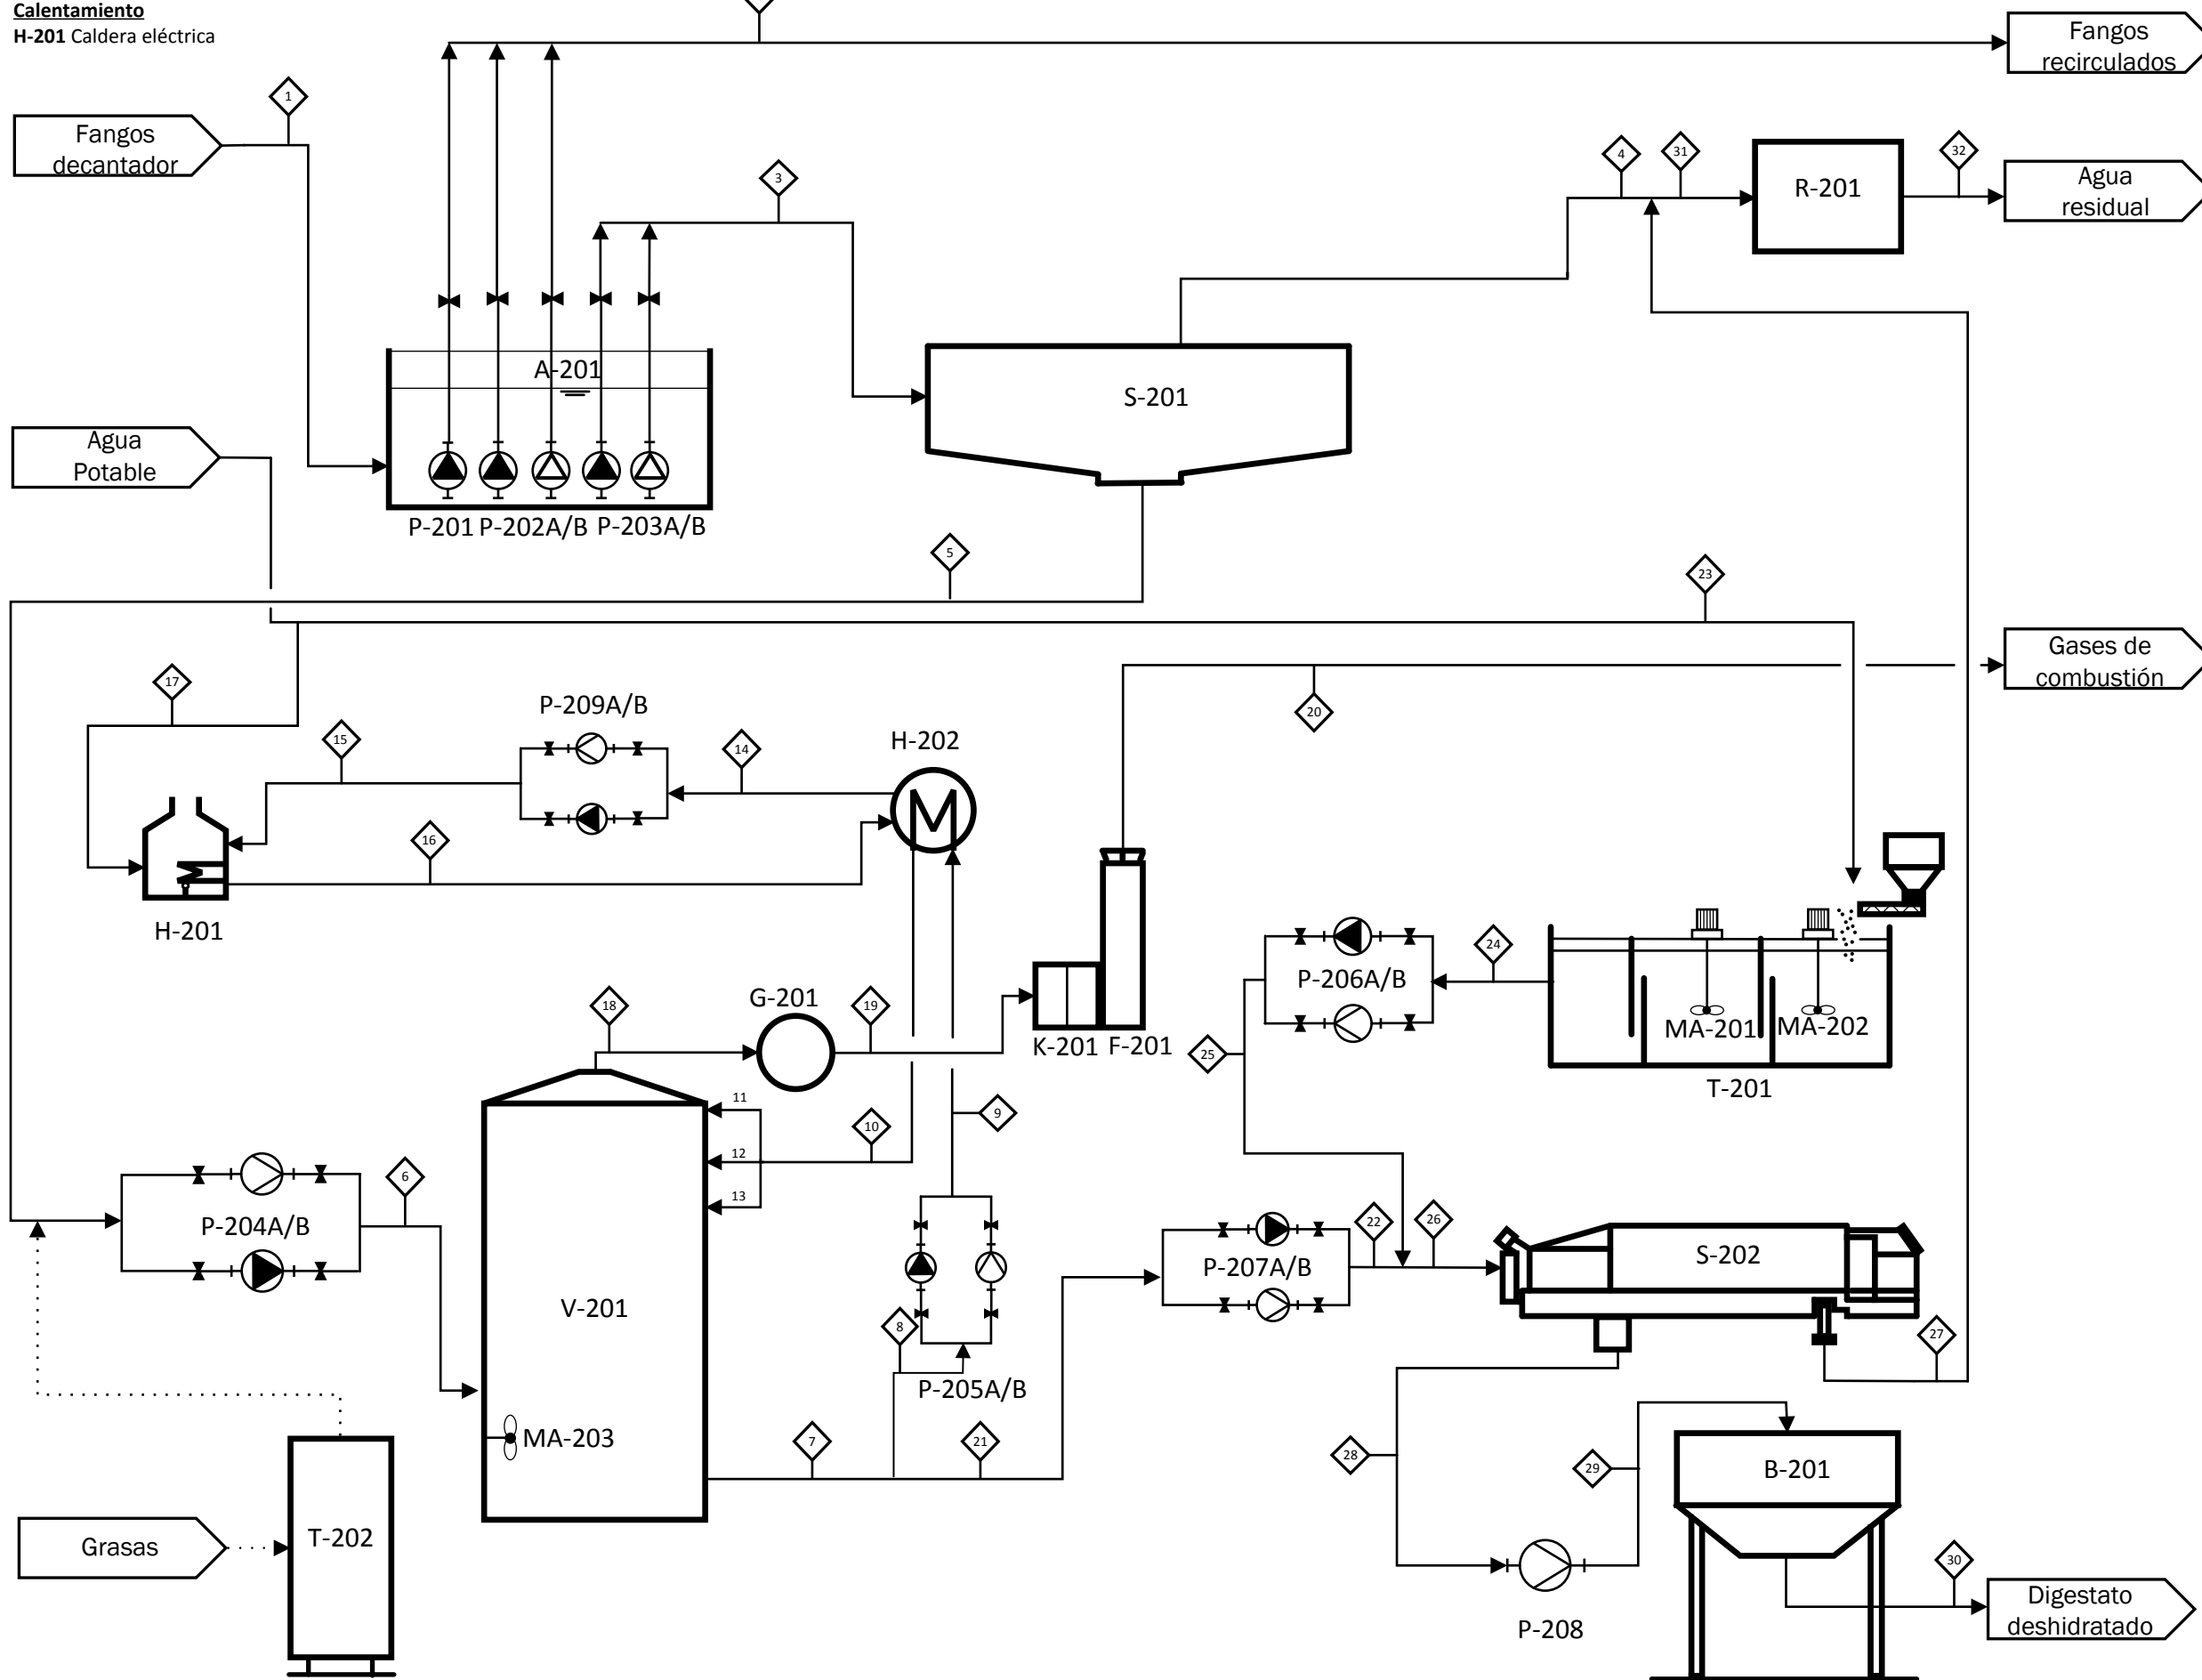 Calentamiento
H-201 Caldera eléctrica
Fangos
recirculados
1
Fangos
decantador
3
4
31
32
R-201
Agua
residual
A-201
S-201
Agua
Potable
P-201 P-202A/B P-203A/B
5
23
Gases de
combustión
17
15
P-209A/B
14
H-202
20
16
H-201
24
P-206A/B
MA-201
MA-202
T-201
18
G-201
19
K-201 F-201
25
11
12
13
10
9
6
P-204A/B
V-201
22
26
P-207A/B
S-202
8
27
P-205A/B
MA-203
7
21
28
29
B-201
Grasas
T-202
30
P-208
Digestato
deshidratado